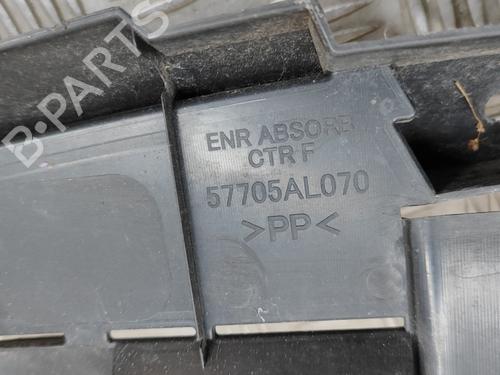 B-PARTS
ENR ABSORB
CTR F
57705AL070
>PP<